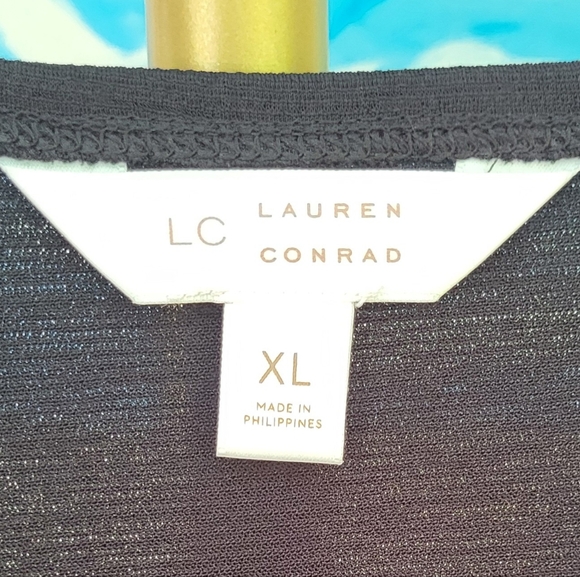 LC LAUREN
CONRAD
XL
MADE IN
PHILIPPINES